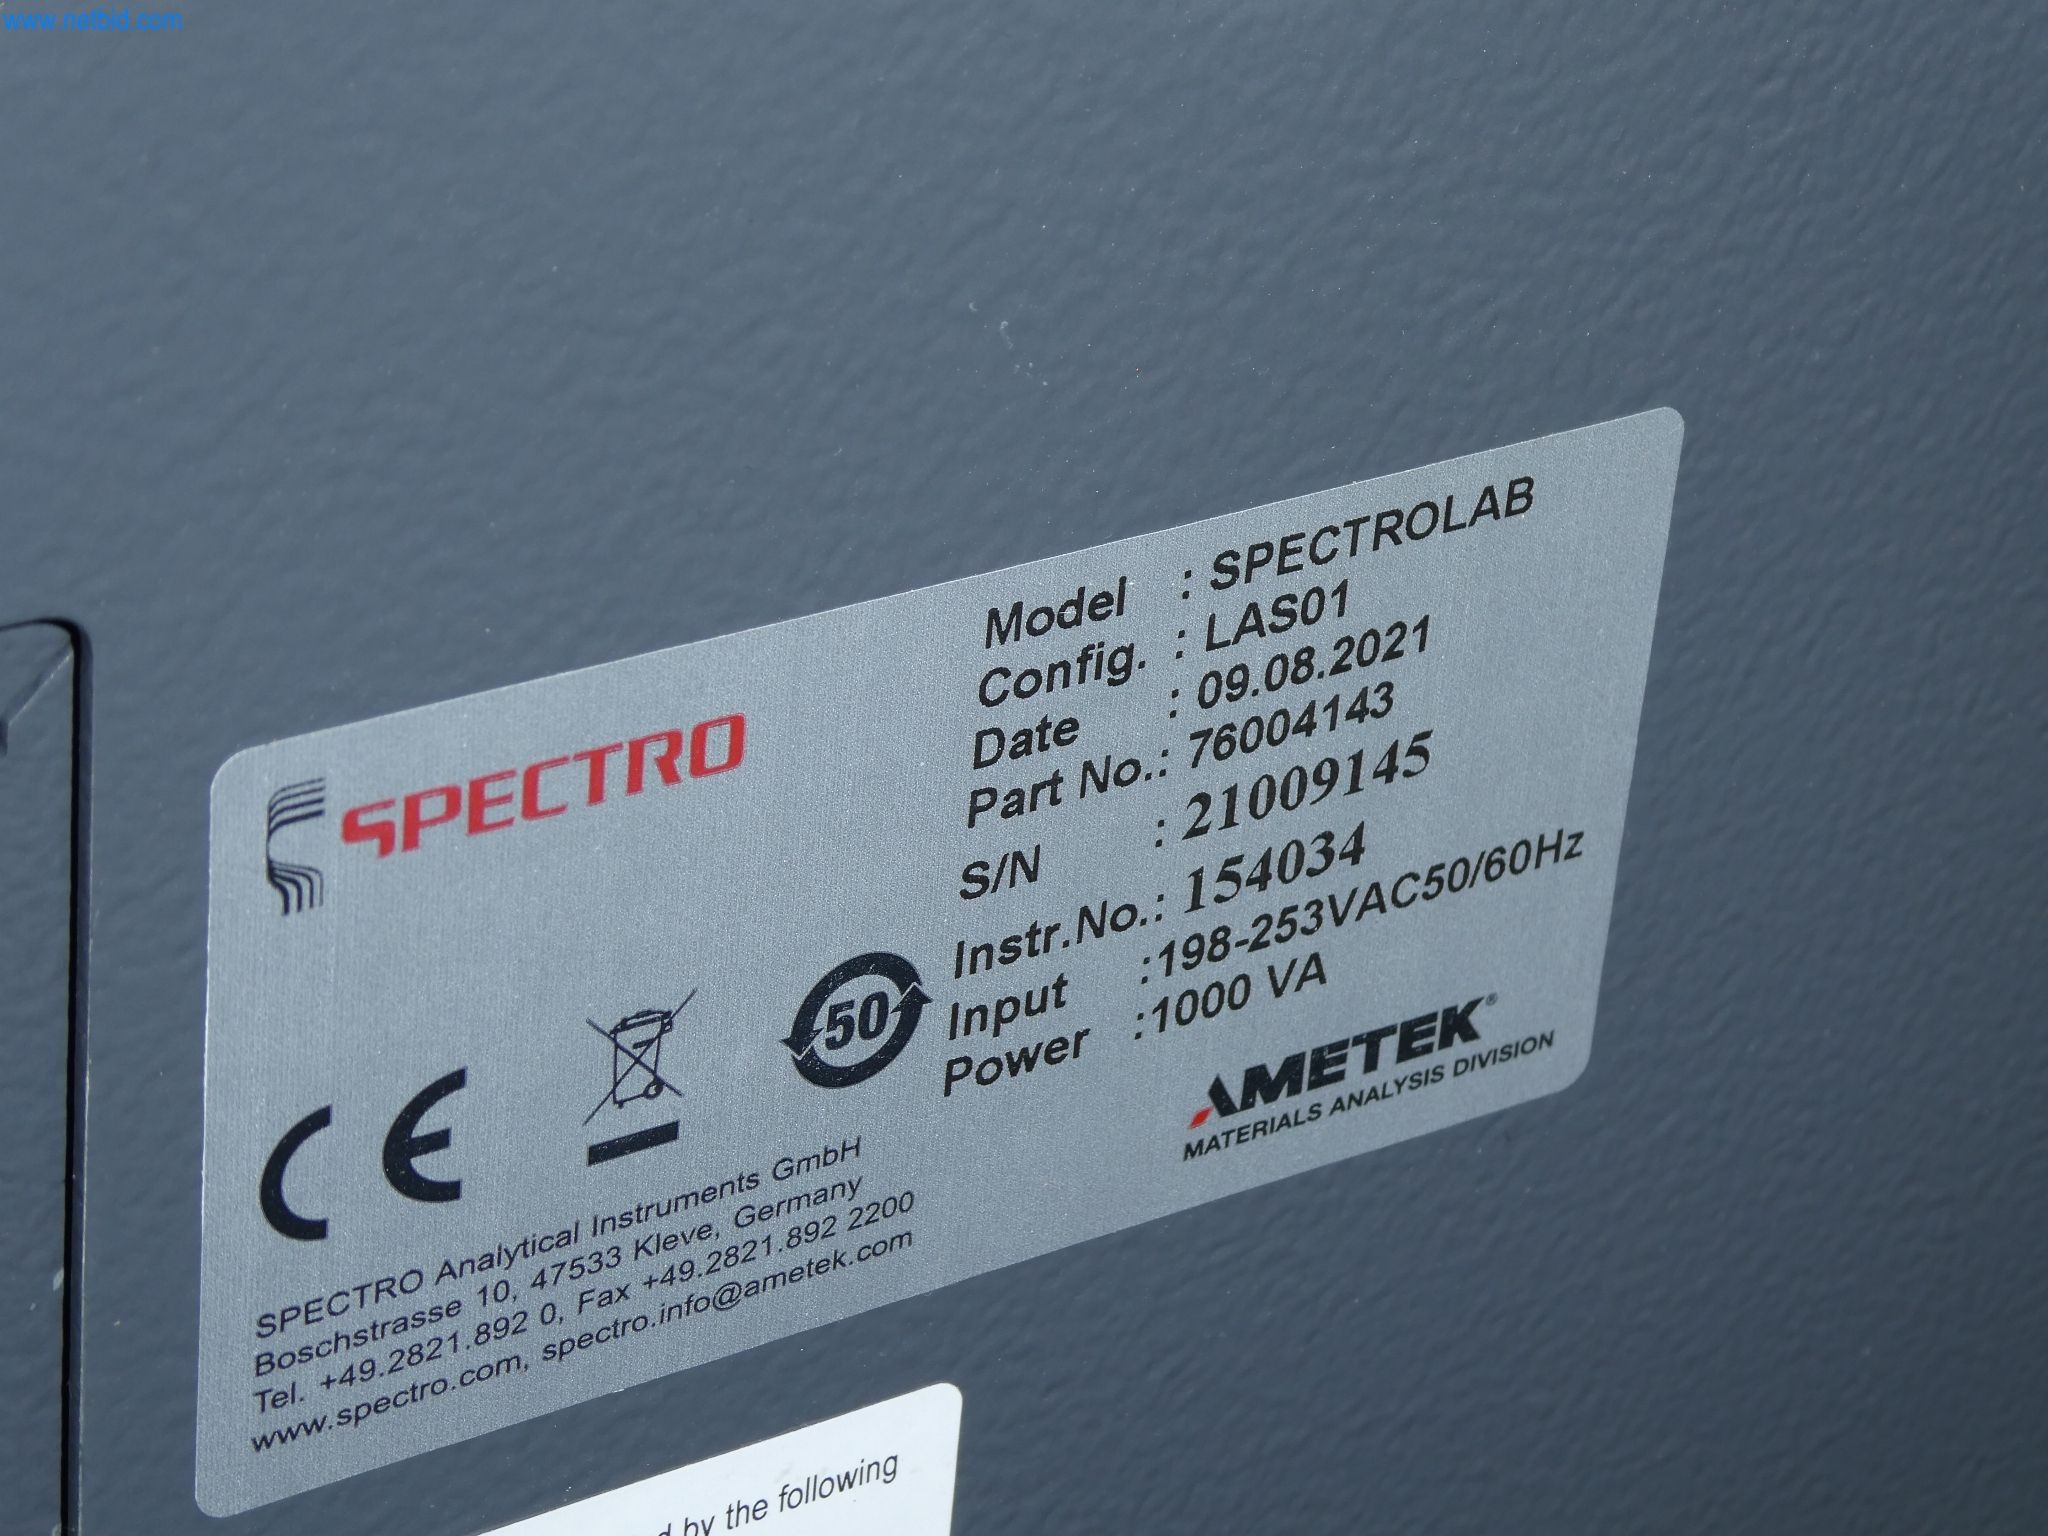 www.netbid.com
SPECTRO
Model : SPECTROLAB
Config. : LAS01
Date : 09.08.2021
Part No.: 76004143
S/N : 21009145
Instr.No.: 154034
Input :198-253VAC50/60Hz
Power :1000 VA
50
CE
AMETEK®
MATERIALS ANALYSIS DIVISION
SPECTRO Analytical Instruments GmbH
Boschstrasse 10, 47533 Kleve, Germany
Tel. +49.2821.892 0, Fax +49.2821.892 2200
www.spectro.com, spectro.info@ametek.com
by the following